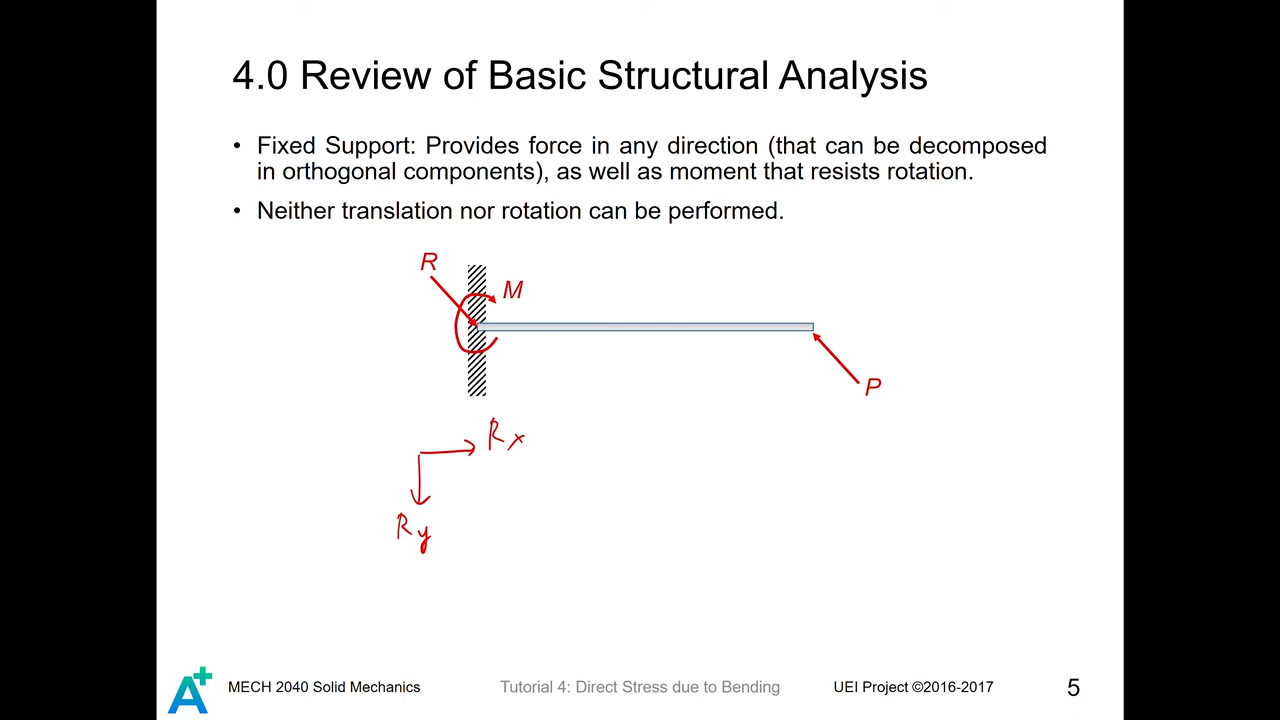 4.0 Review of Basic Structural Analysis
• Fixed Support: Provides force in any direction (that can be decomposed
in orthogonal components), as well as moment that resists rotation.
• Neither translation nor rotation can be performed.
R
M
P
Rx
Ry
A+
MECH 2040 Solid Mechanics
Tutorial 4: Direct Stress due to Bending
UEI Project ©2016-2017
5